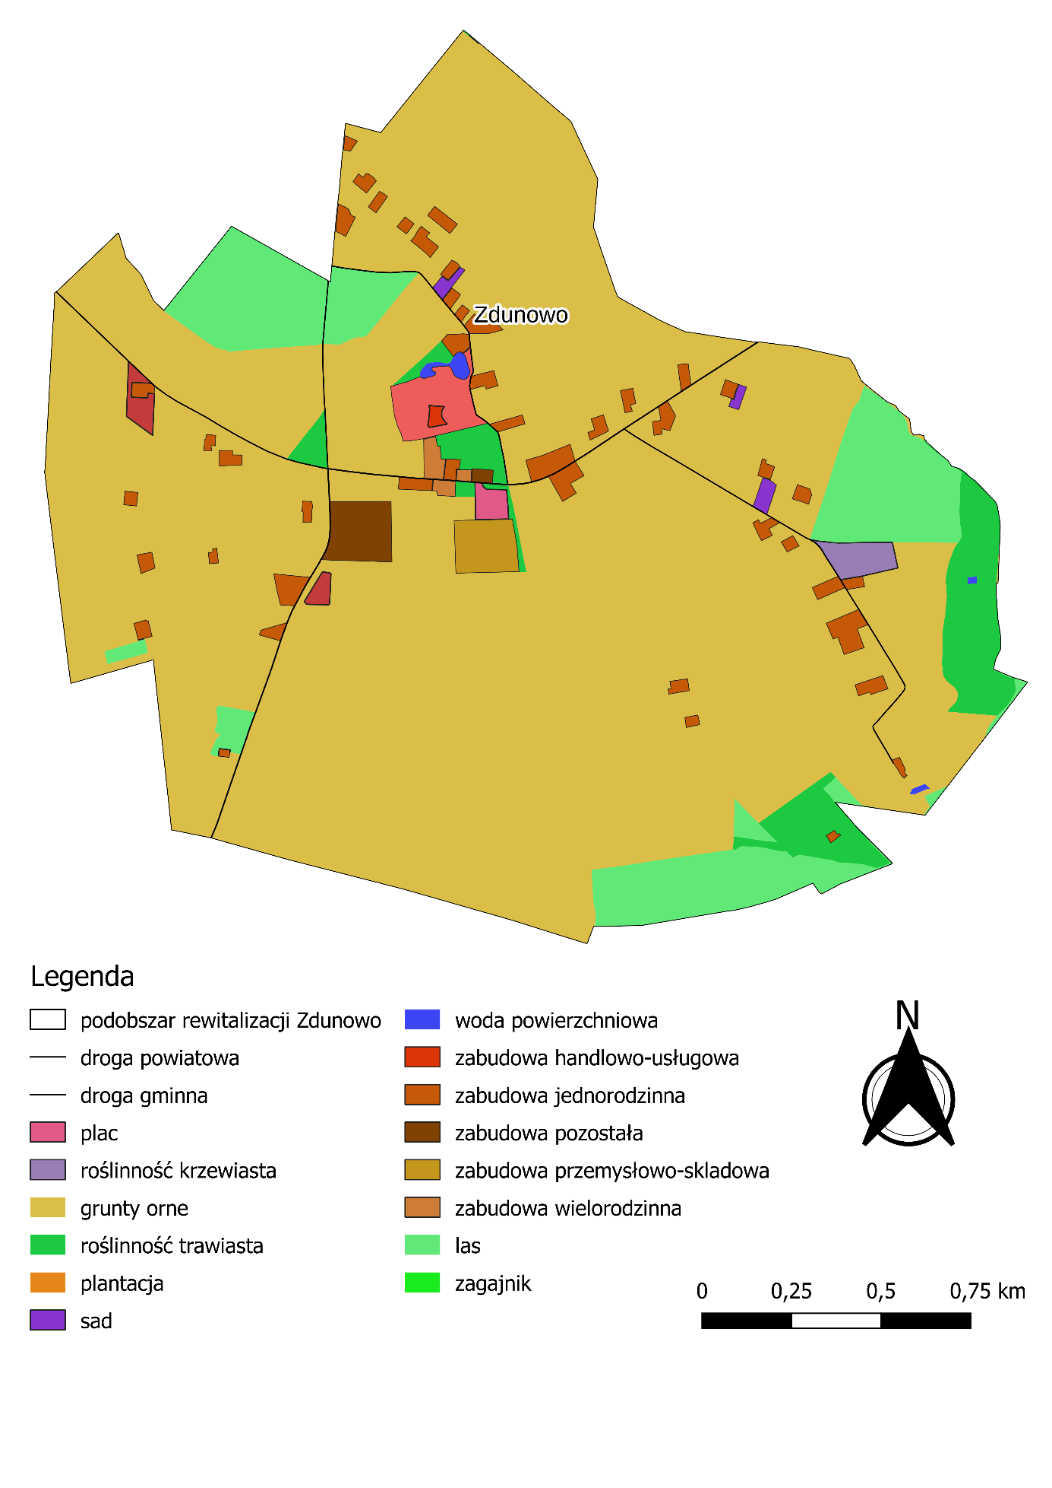 Zdunowo
Legenda
podobszar rewitalizacji Zdunowo
droga powiatowa
droga gminna
plac
roślinność krzewiasta
grunty orne
roślinność trawiasta
plantacja
sad
woda powierzchniowa
zabudowa handlowo-usługowa
zabudowa jednorodzinna
zabudowa pozostała
zabudowa przemysłowo-skladowa
zabudowa wielorodzinna
las
zagajnik
N
0 0,25 0,5 0,75 km